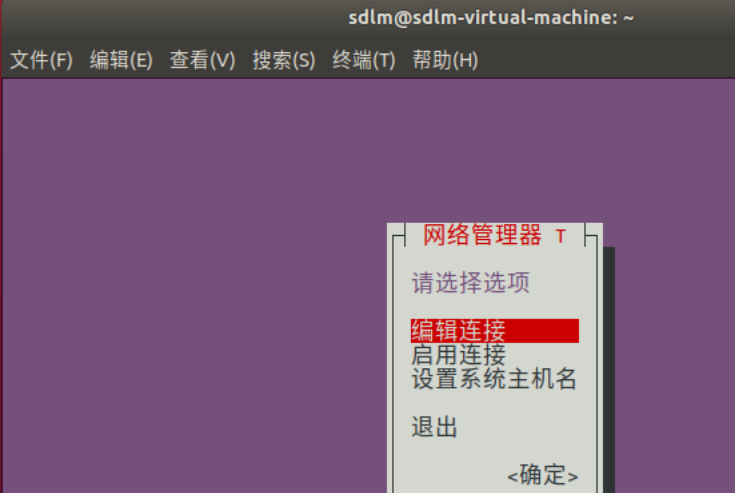 sdlm@sdlm-virtual-machine: ~
文件(F) 编辑(E) 查看(V) 搜索(S) 终端(T) 帮助(H)
网络管理器 T
请选择选项
编辑连接
启用连接
设置系统主机名
退出
<确定>